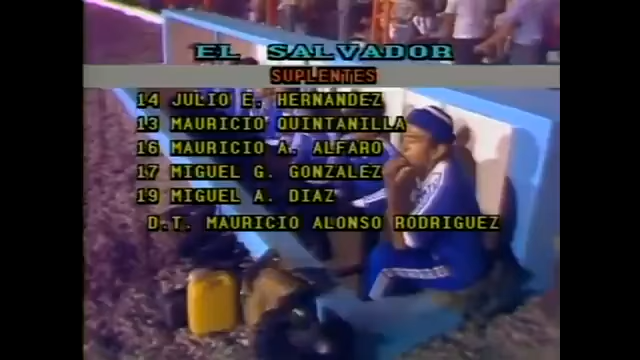 EL SALVADOR
SUPLENTES
14 JULIO E. HERNANDEZ
13 MAURICIO QUINTANILLA
16 MAURICIO A. ALFARO
17 MIGUEL G. GONZALEZ
19 MIGUEL A. DIAZ
D.T. MAURICIO ALONSO RODRIGUEZ